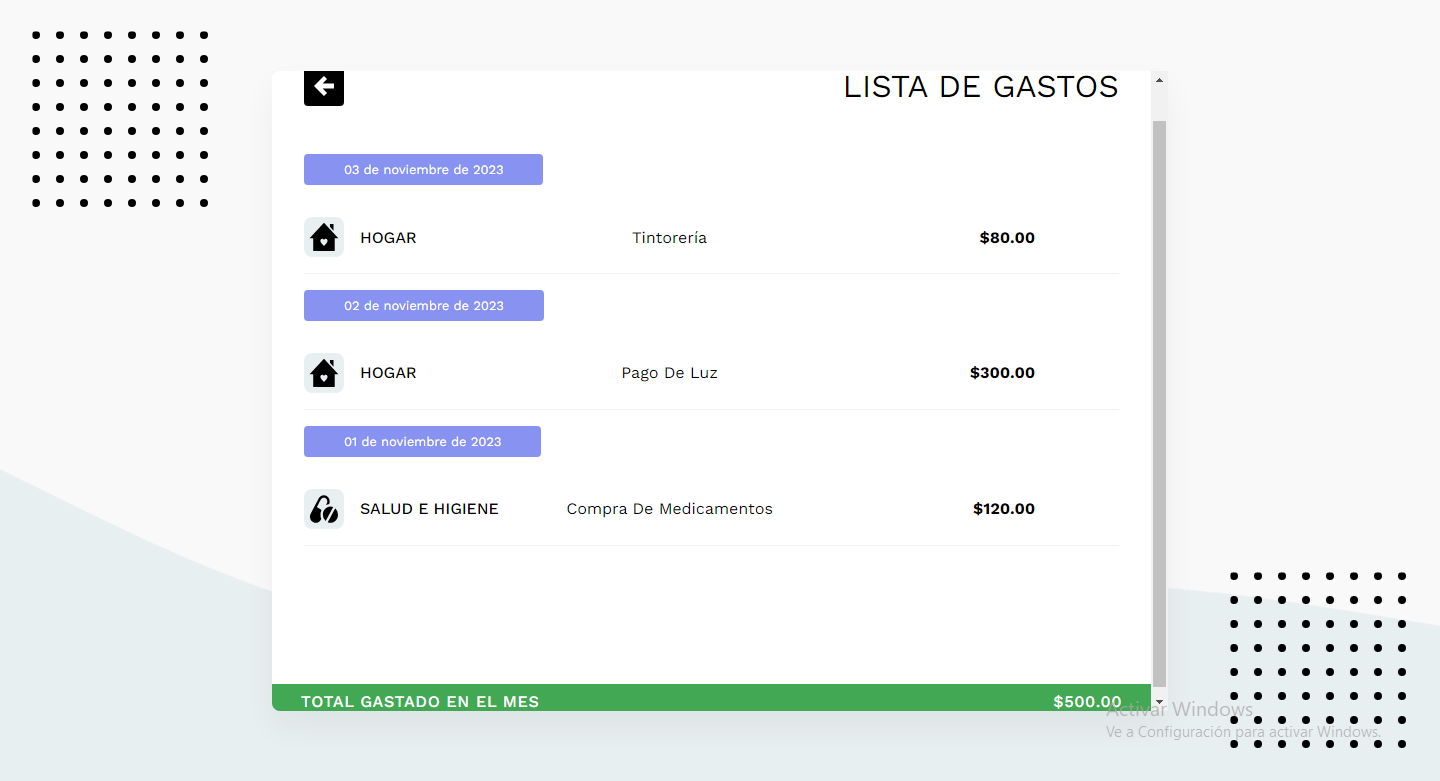 LISTA DE GASTOS
03 de noviembre de 2023
HOGAR Tintorería $80.00
02 de noviembre de 2023
HOGAR Pago De Luz $300.00
01 de noviembre de 2023
SALUD E HIGIENE Compra De Medicamentos $120.00
TOTAL GASTADO EN EL MES $500.00
Activar Windows
Ve a Configuración para activar Windows.